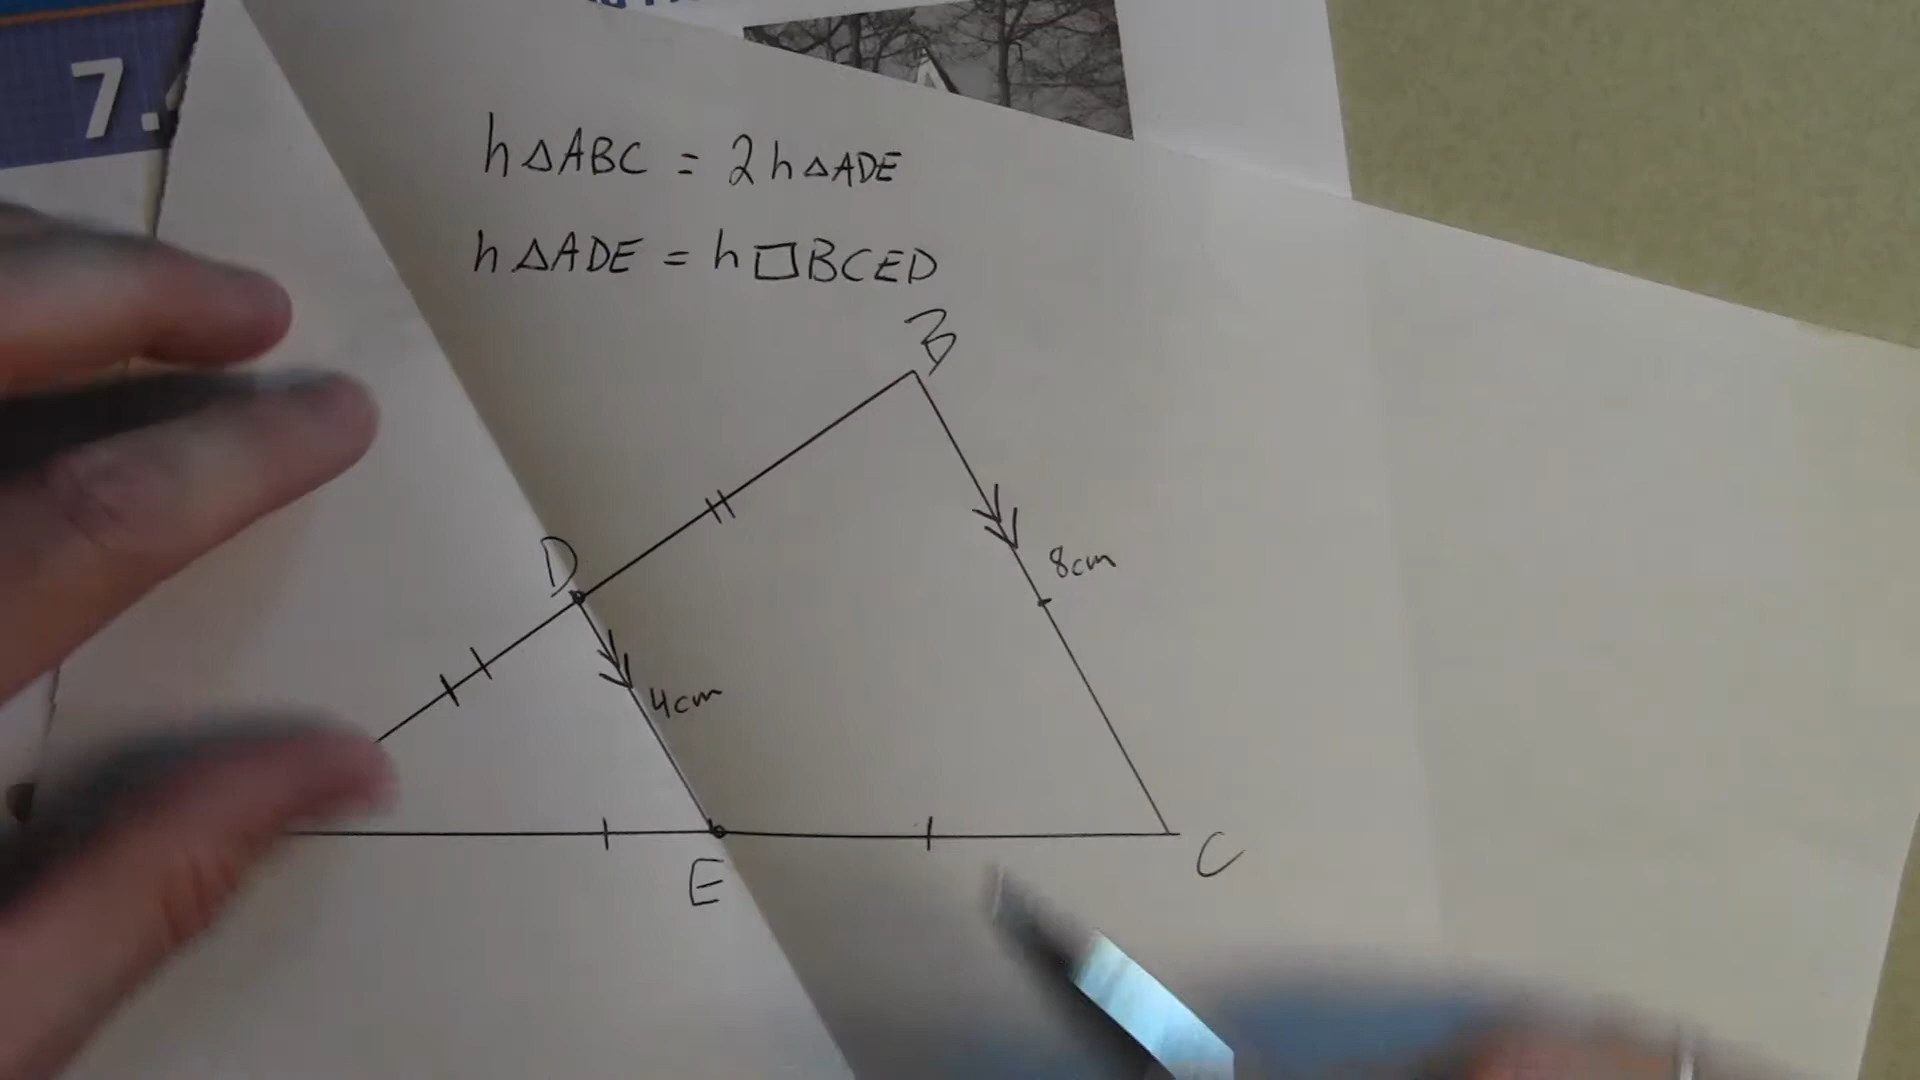 7.
h△ABC = 2h△ADE
h△ADE = h□BCED
B
8cm
D
4cm
E
C